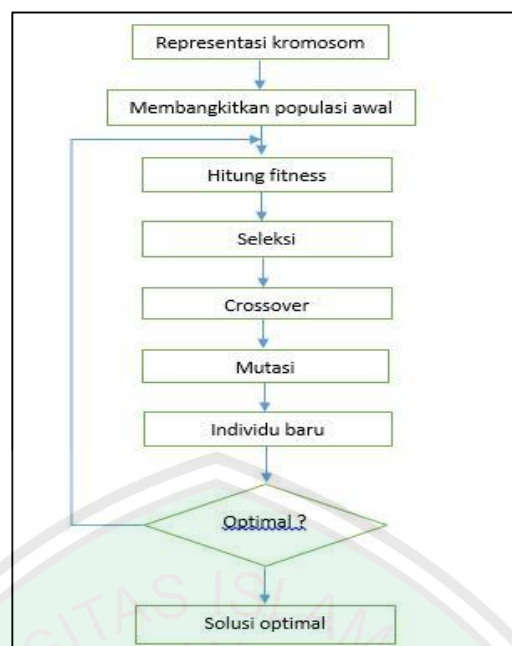 Representasi kromosom
Membangkitkan populasi awal
Hitung fitness
Seleksi
Crossover
Mutasi
Individu baru
Optimal ?
Solusi optimal